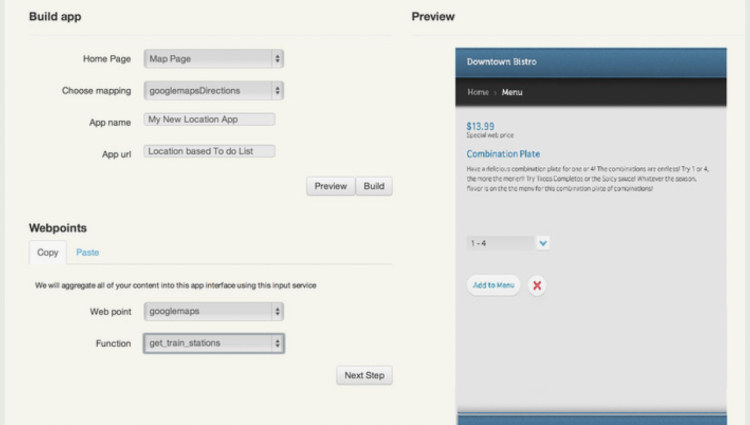 Build app
Home Page
Map Page
Choose mapping
googlemapsDirections
App name
My New Location App
App url
Location based To do List
Preview
Build
Webpoints
Copy
Paste
We will aggregate all of your content into this app interface using this input service
Web point
googlemaps
Function
get_train_stations
Next Step
Preview
Downtown Bistro
Home > Menu
$13.99
Special web price
Combination Plate
Have a delicious combination plate for one or 4! The combinations are endless! Try 1 or 4,
the more the merrier! Try Tacos Completos or the Spicy sauce! Whatever the season,
flavor is an the the menu for this combination plate of combinations!
1 - 4
Add to Menu